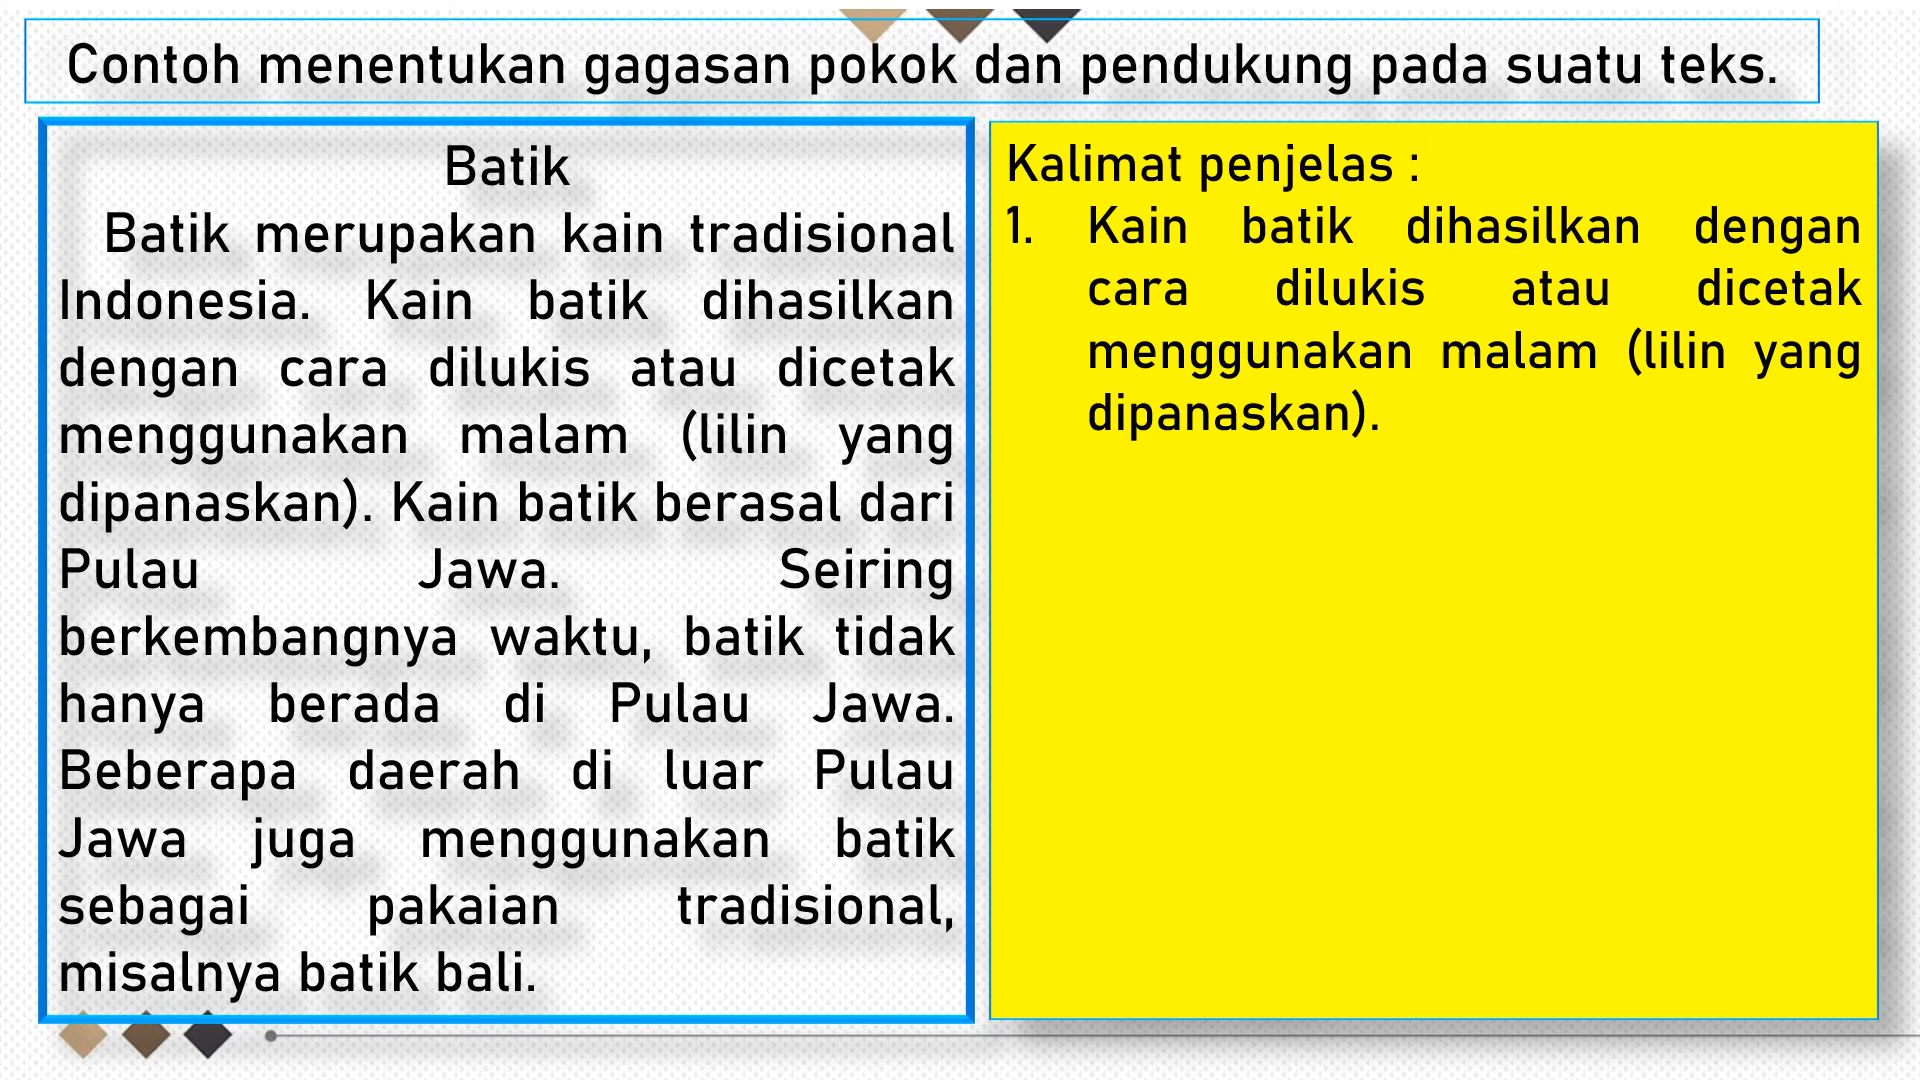 Contoh menentukan gagasan pokok dan pendukung pada suatu teks.
Batik
Batik merupakan kain tradisional
Indonesia. Kain batik dihasilkan
dengan cara dilukis atau dicetak
menggunakan malam (lilin yang
dipanaskan). Kain batik berasal dari
Pulau Jawa. Seiring
berkembangnya waktu, batik tidak
hanya berada di Pulau Jawa.
Beberapa daerah di luar Pulau
Jawa juga menggunakan batik
sebagai pakaian tradisional,
misalnya batik bali.
Kalimat penjelas :
1. Kain batik dihasilkan dengan
cara dilukis atau dicetak
menggunakan malam (lilin yang
dipanaskan).